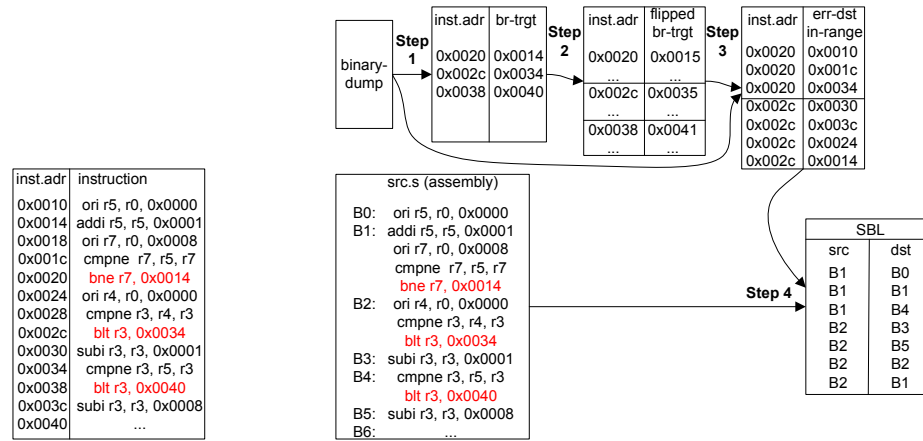 inst.adr br-trgt
0x0020 0x0014
0x002c 0x0034
0x0038 0x0040
binary-
dump
Step
1
Step
2
inst.adr flipped
br-trgt
0x0020 0x0015
... ...
0x002c 0x0035
... ...
0x0038 0x0041
... ...
Step
3
inst.adr err-dst
in-range
0x0020 0x0010
0x0020 0x001c
0x0020 0x0034
0x002c 0x0030
0x002c 0x003c
0x002c 0x0024
0x002c 0x0014
inst.adr instruction
0x0010 ori r5, r0, 0x0000
0x0014 addi r5, r5, 0x0001
0x0018 ori r7, r0, 0x0008
0x001c cmpne r7, r5, r7
0x0020 bne r7, 0x0014
0x0024 ori r4, r0, 0x0000
0x0028 cmpne r3, r4, r3
0x002c blt r3, 0x0034
0x0030 subi r3, r3, 0x0001
0x0034 cmpne r3, r5, r3
0x0038 blt r3, 0x0040
0x003c subi r3, r3, 0x0008
0x0040 ...
src.s (assembly)
B0: ori r5, r0, 0x0000
B1: addi r5, r5, 0x0001
ori r7, r0, 0x0008
cmpne r7, r5, r7
bne r7, 0x0014
B2: ori r4, r0, 0x0000
cmpne r3, r4, r3
blt r3, 0x0034
B3: subi r3, r3, 0x0001
B4: cmpne r3, r5, r3
blt r3, 0x0040
B5: subi r3, r3, 0x0008
B6: ...
Step 4
SBL
src dst
B1 B0
B1 B1
B1 B4
B2 B3
B2 B5
B2 B2
B2 B1